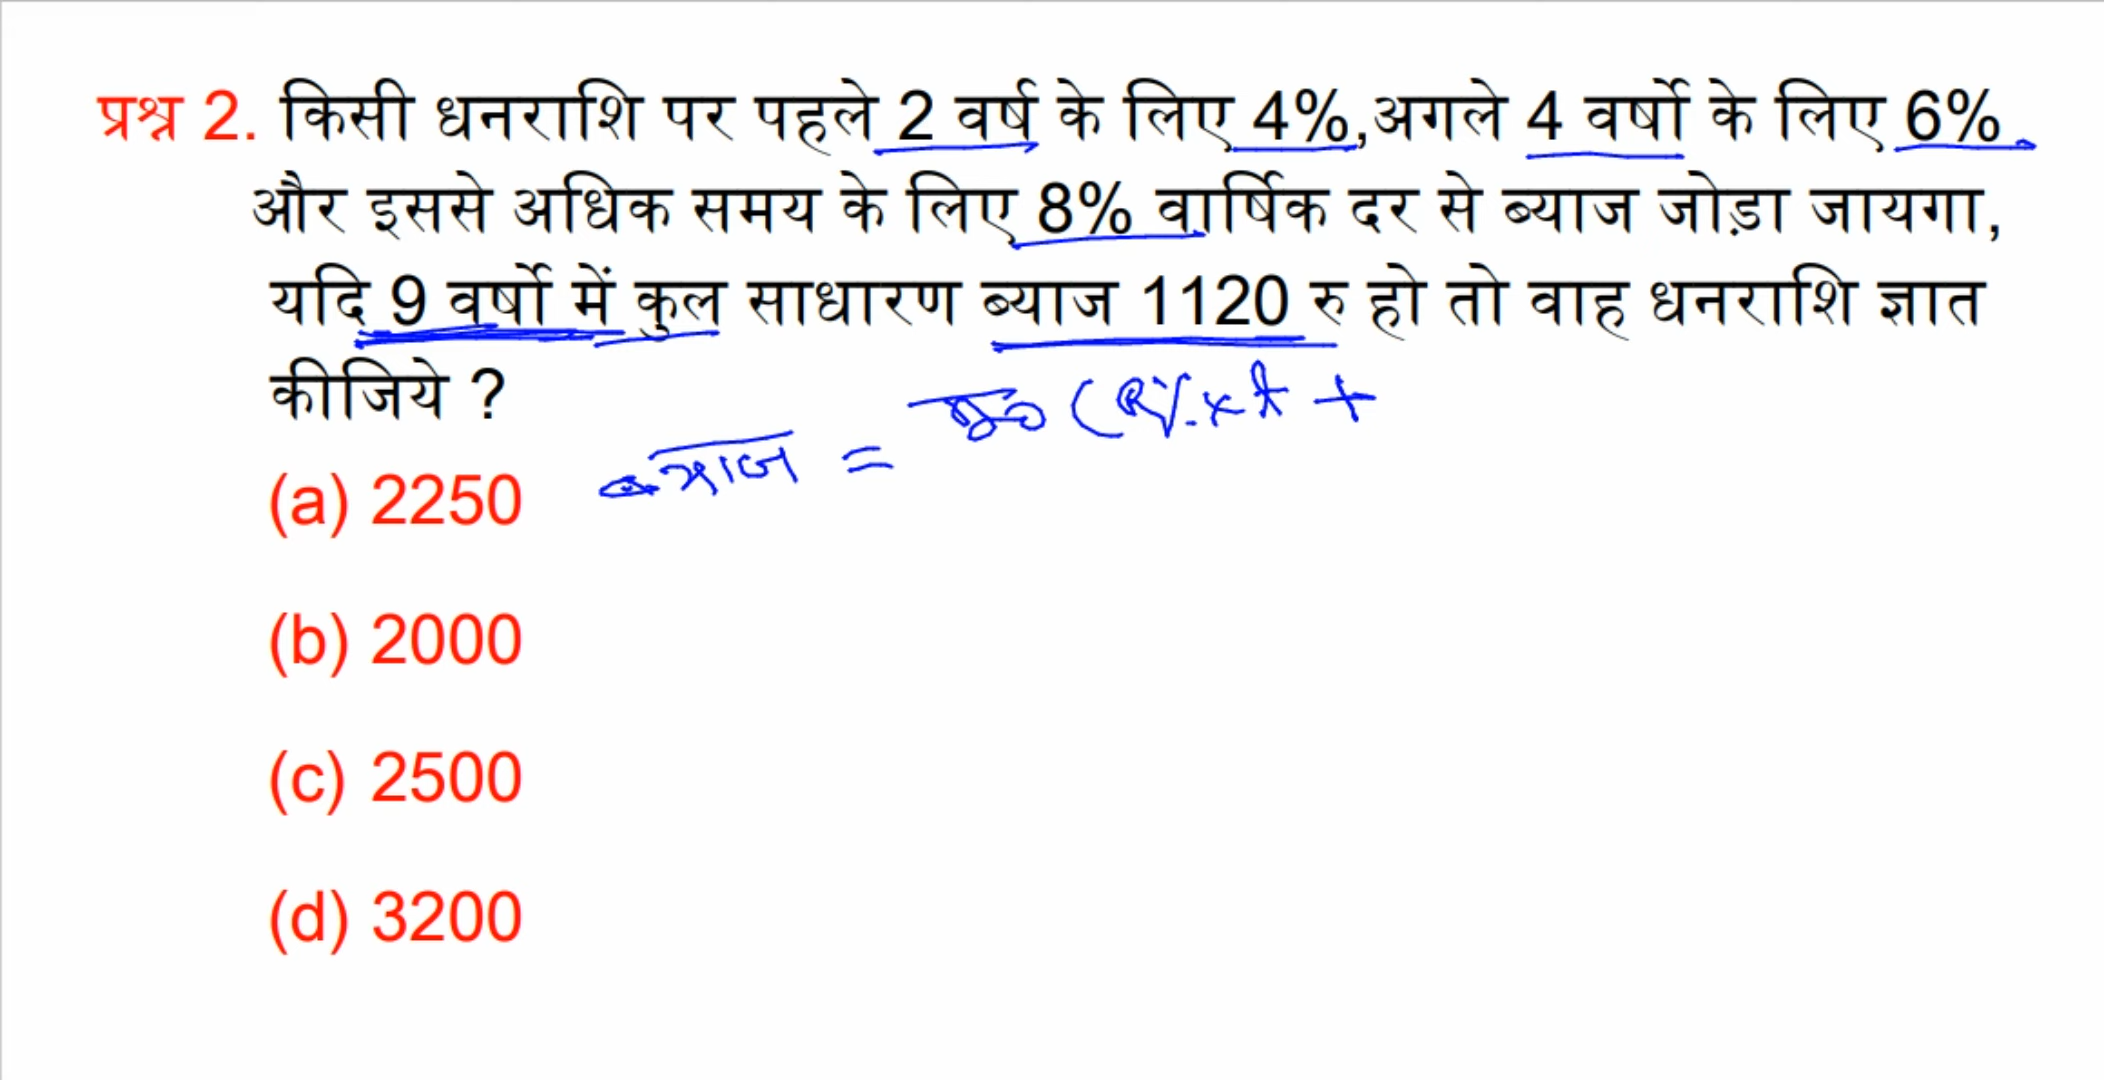 प्रश्न 2. किसी धनराशि पर पहले 2 वर्ष के लिए 4%,अगले 4 वर्षो के लिए 6%
और इससे अधिक समय के लिए 8% वार्षिक दर से ब्याज जोड़ा जायगा,
यदि 9 वर्षो में कुल साधारण ब्याज 1120 रु हो तो वाह धनराशि ज्ञात
कीजिये ?
ब्याज = मू० (R% × t +
(a) 2250
(b) 2000
(c) 2500
(d) 3200